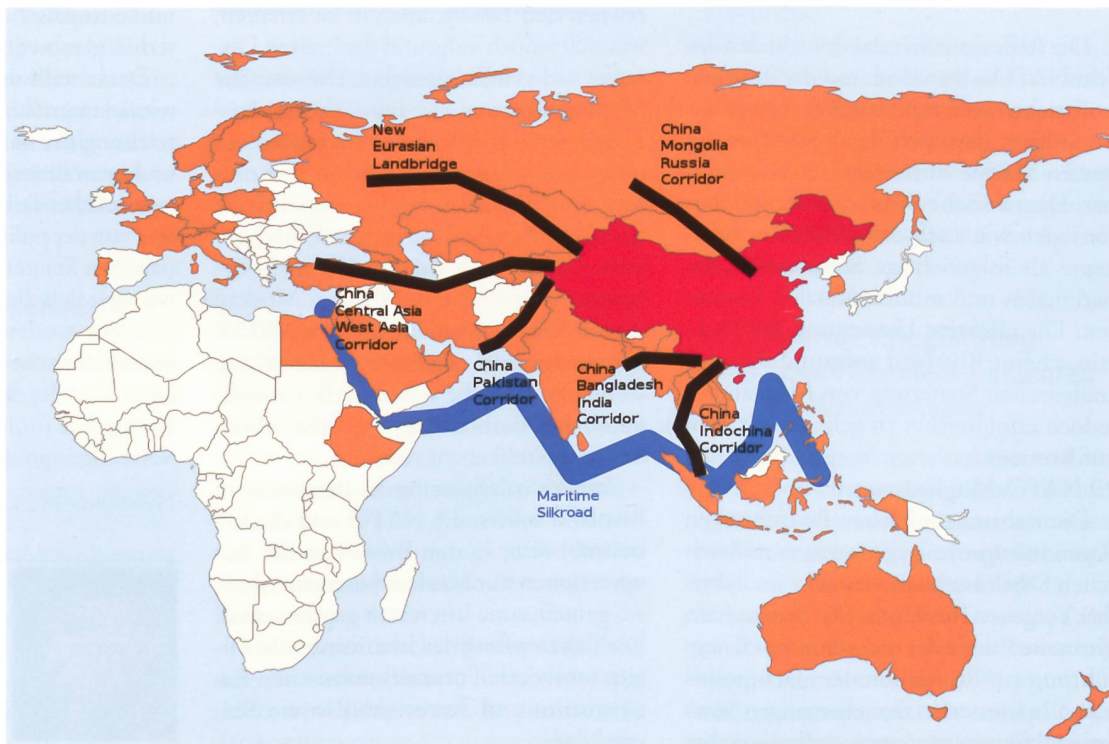 New
Eurasian
Landbridge
China
Mongolia
Russia
Corridor
China
Central Asia
West Asia
Corridor
China
Pakistan
Corridor
China
Bangladesh
India
Corridor
China
Indochina
Corridor
Maritime
Silkroad